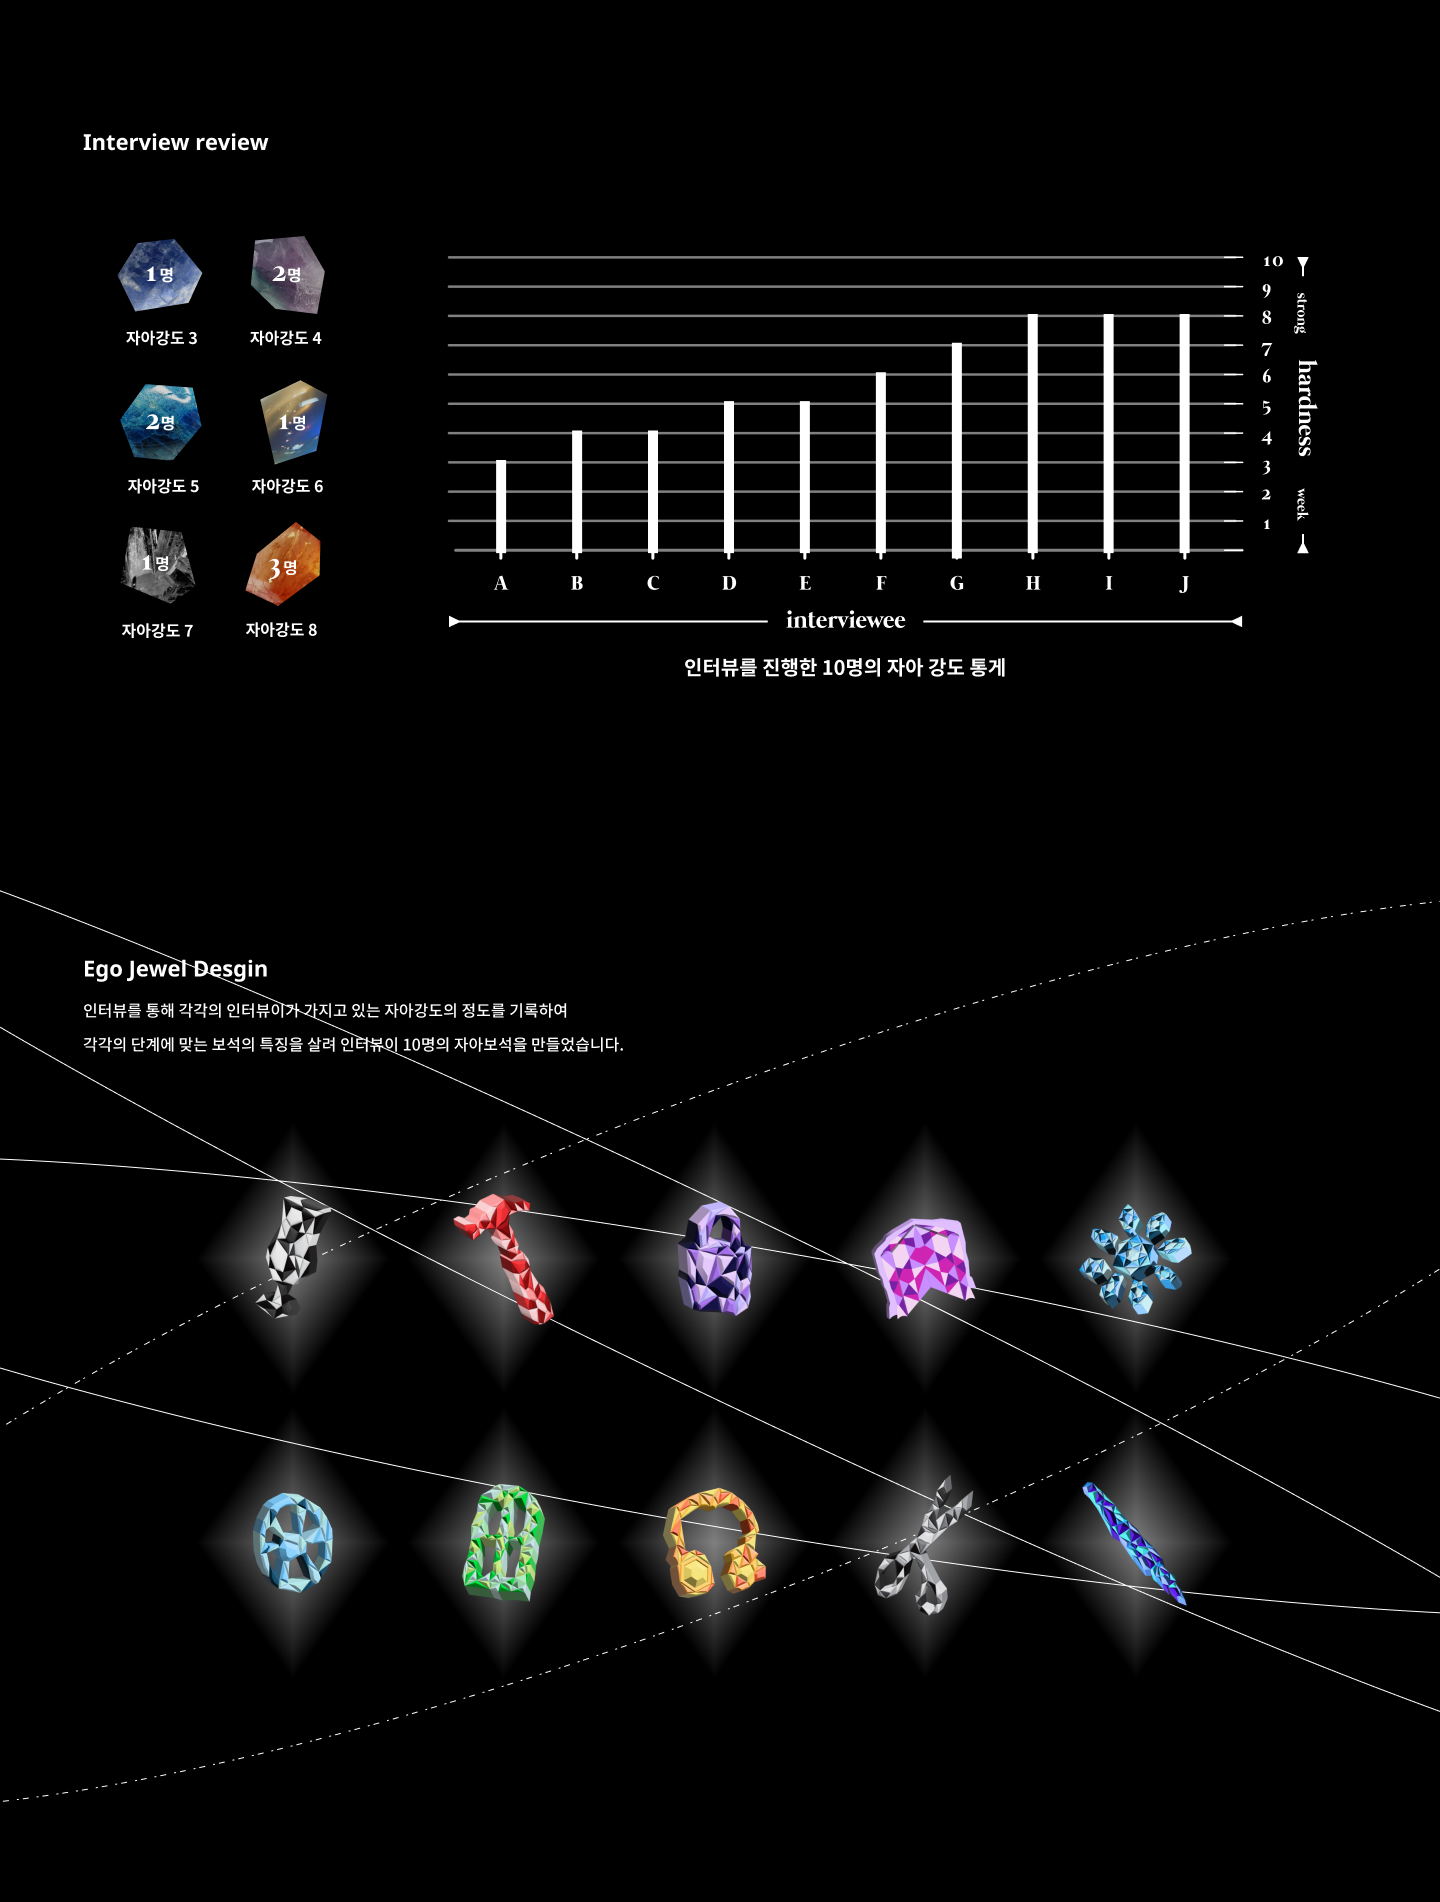 Interview review
1명
2명
자아강도 3
자아강도 4
2명
1명
자아강도 5
자아강도 6
1명
3명
자아강도 7
자아강도 8
10
9
8
7
6
5
4
3
2
1
strong
hardness
week
A B C D E F G H I J
interviewee
인터뷰를 진행한 10명의 자아 강도 통게
Ego Jewel Desgin
인터뷰를 통해 각각의 인터뷰이가 가지고 있는 자아강도의 정도를 기록하여
각각의 단계에 맞는 보석의 특징을 살려 인터뷰이 10명의 자아보석을 만들었습니다.